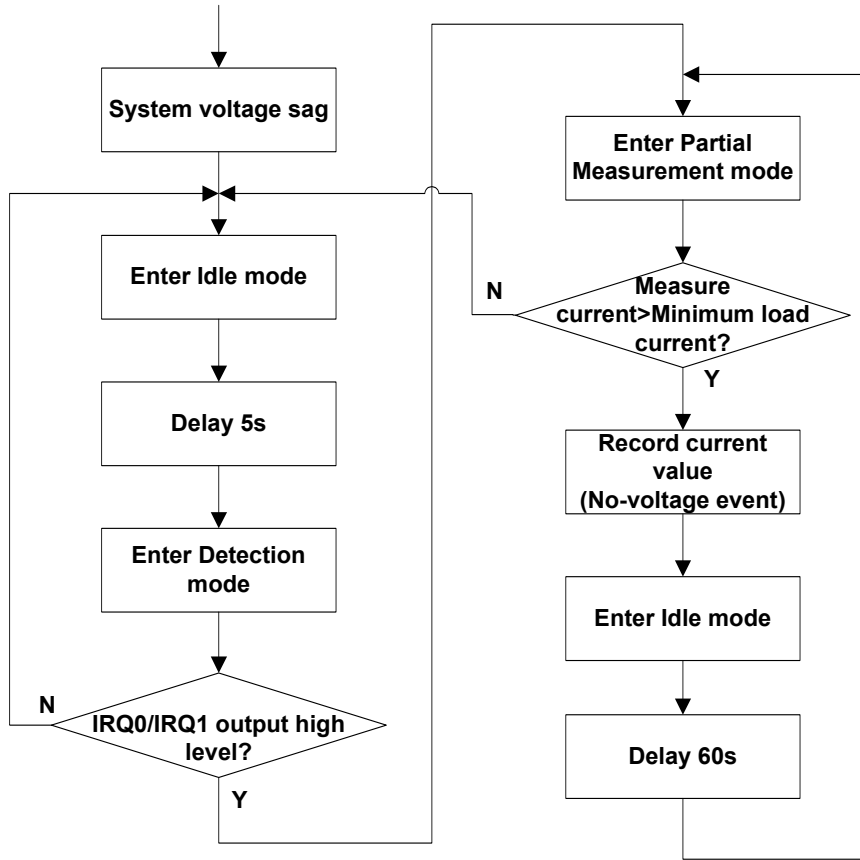 System voltage sag
Enter Idle mode
Delay 5s
Enter Detection
mode
N
IRQ0/IRQ1 output high
level?
Y
Enter Partial
Measurement mode
N
Measure
current>Minimum load
current?
Y
Record current
value
(No-voltage event)
Enter Idle mode
Delay 60s